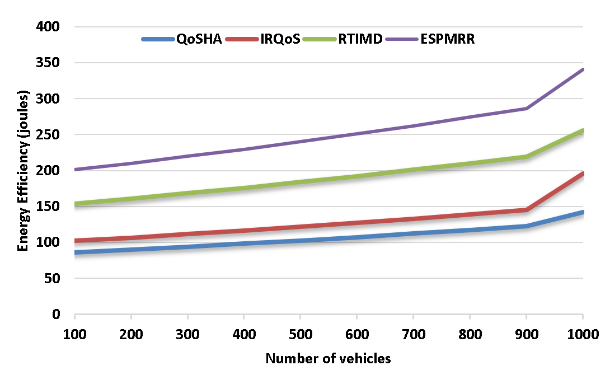 400
QoSHA IRQoS RTIMD ESPMRR
350
300
250
200
150
100
50
0
Energy Efficiency (joules)
100 200 300 400 500 600 700 800 900 1000
Number of vehicles